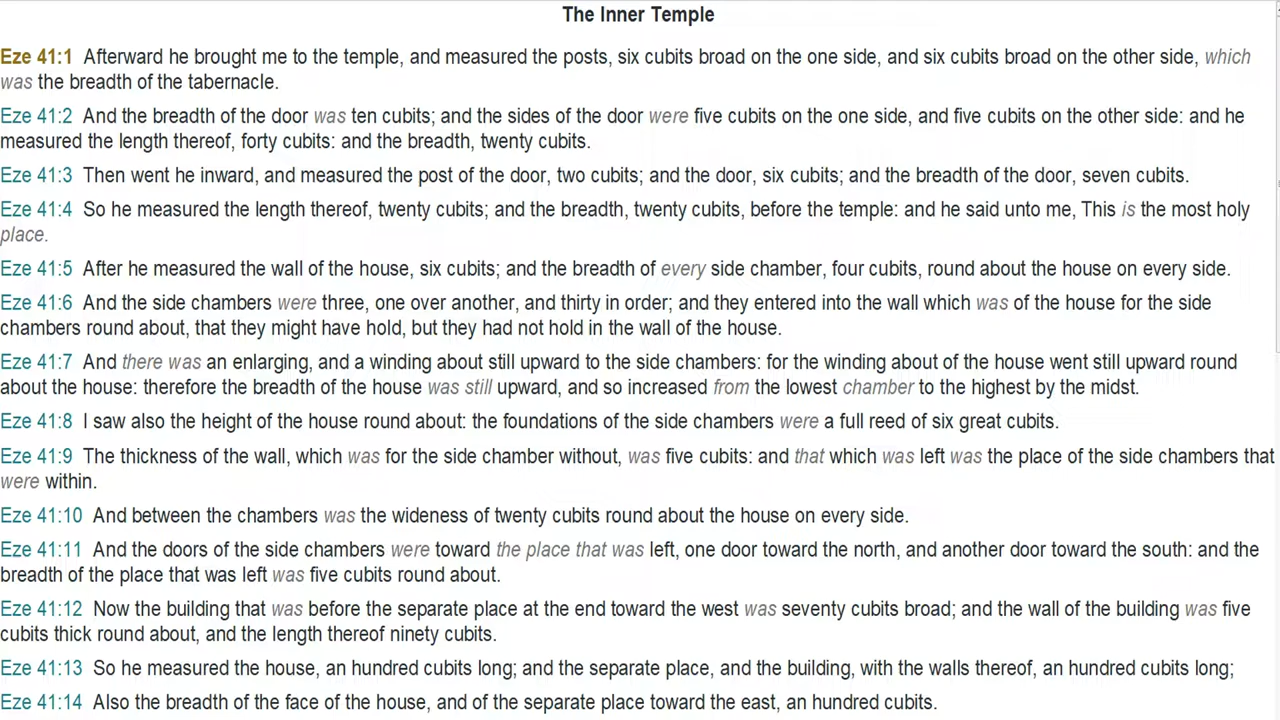 The Inner Temple
Eze 41:1 Afterward he brought me to the temple, and measured the posts, six cubits broad on the one side, and six cubits broad on the other side, which
was the breadth of the tabernacle.
Eze 41:2 And the breadth of the door was ten cubits; and the sides of the door were five cubits on the one side, and five cubits on the other side: and he
measured the length thereof, forty cubits: and the breadth, twenty cubits.
Eze 41:3 Then went he inward, and measured the post of the door, two cubits; and the door, six cubits; and the breadth of the door, seven cubits.
Eze 41:4 So he measured the length thereof, twenty cubits; and the breadth, twenty cubits, before the temple: and he said unto me, This is the most holy
place.
Eze 41:5 After he measured the wall of the house, six cubits; and the breadth of every side chamber, four cubits, round about the house on every side.
Eze 41:6 And the side chambers were three, one over another, and thirty in order; and they entered into the wall which was of the house for the side
chambers round about, that they might have hold, but they had not hold in the wall of the house.
Eze 41:7 And there was an enlarging, and a winding about still upward to the side chambers: for the winding about of the house went still upward round
about the house: therefore the breadth of the house was still upward, and so increased from the lowest chamber to the highest by the midst.
Eze 41:8 I saw also the height of the house round about: the foundations of the side chambers were a full reed of six great cubits.
Eze 41:9 The thickness of the wall, which was for the side chamber without, was five cubits: and that which was left was the place of the side chambers that
were within.
Eze 41:10 And between the chambers was the wideness of twenty cubits round about the house on every side.
Eze 41:11 And the doors of the side chambers were toward the place that was left, one door toward the north, and another door toward the south: and the
breadth of the place that was left was five cubits round about.
Eze 41:12 Now the building that was before the separate place at the end toward the west was seventy cubits broad; and the wall of the building was five
cubits thick round about, and the length thereof ninety cubits.
Eze 41:13 So he measured the house, an hundred cubits long; and the separate place, and the building, with the walls thereof, an hundred cubits long;
Eze 41:14 Also the breadth of the face of the house, and of the separate place toward the east, an hundred cubits.